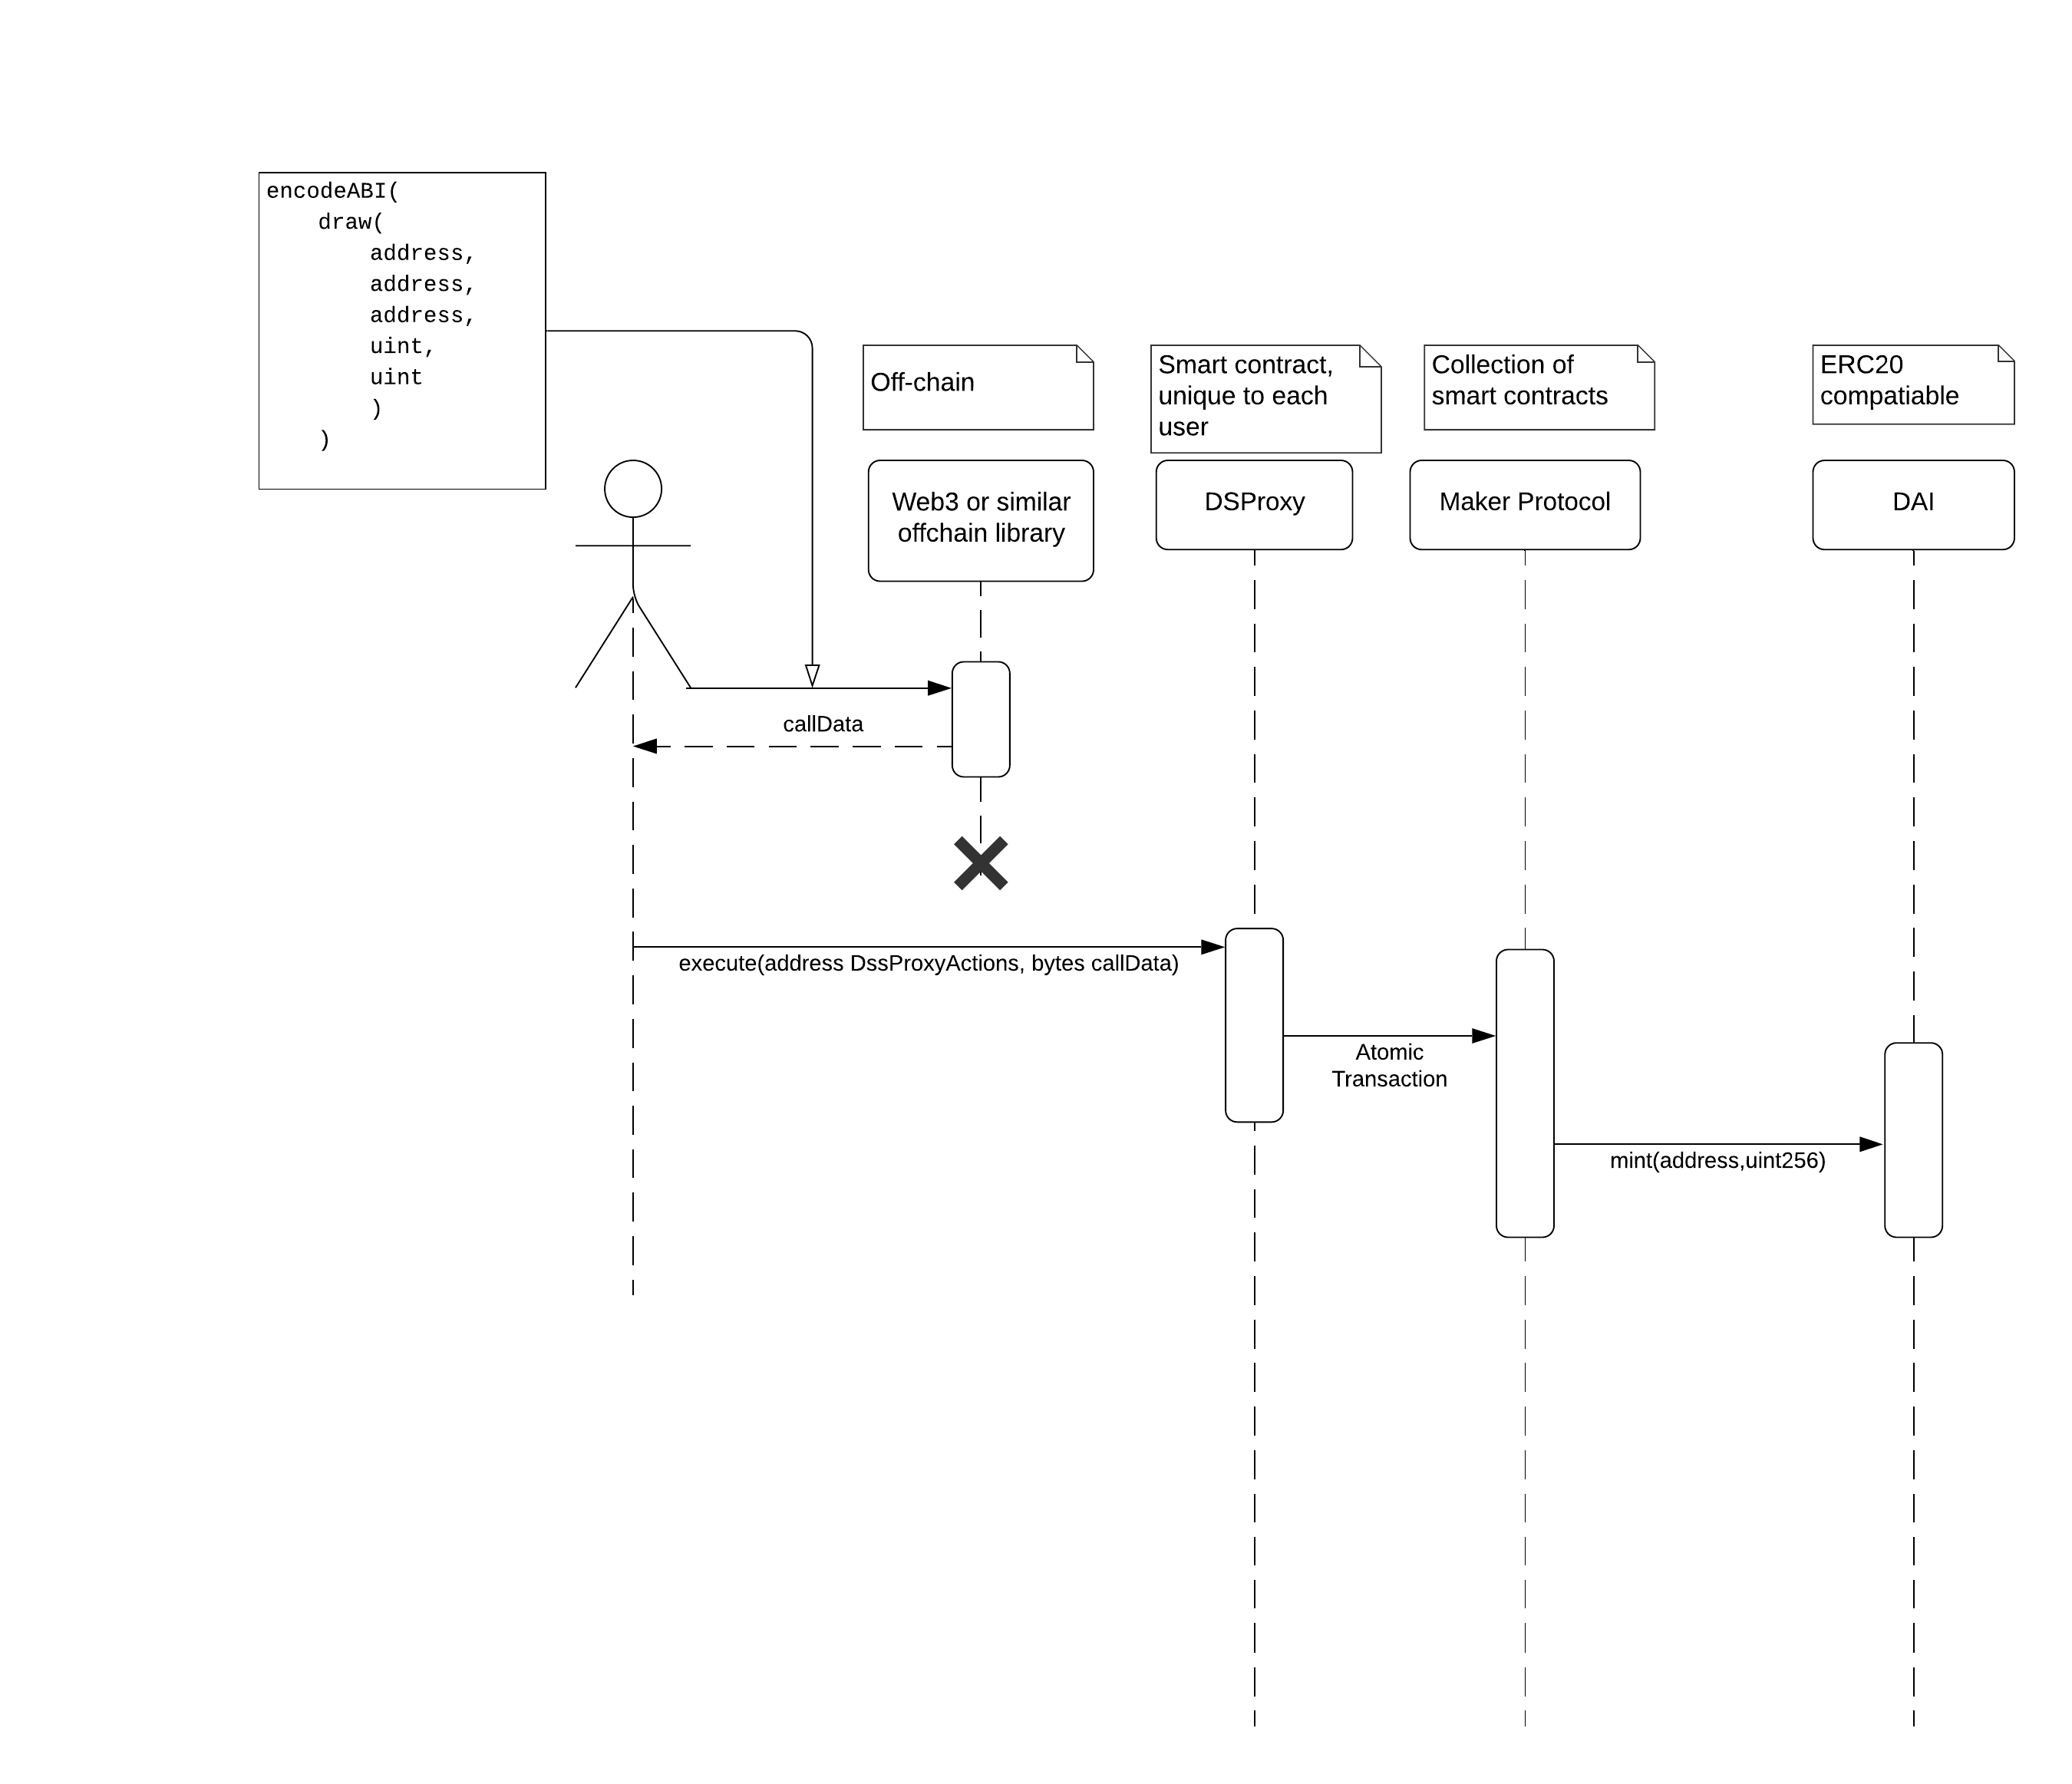 encodeABI(
draw(
address,
address,
address,
uint,
uint
)
)
Off-chain
Smart contract,
unique to each
user
Collection of
smart contracts
ERC20
compatiable
Web3 or similar
offchain library
DSProxy
Maker Protocol
DAI
callData
execute(address DssProxyActions, bytes callData)
Atomic
Transaction
mint(address,uint256)